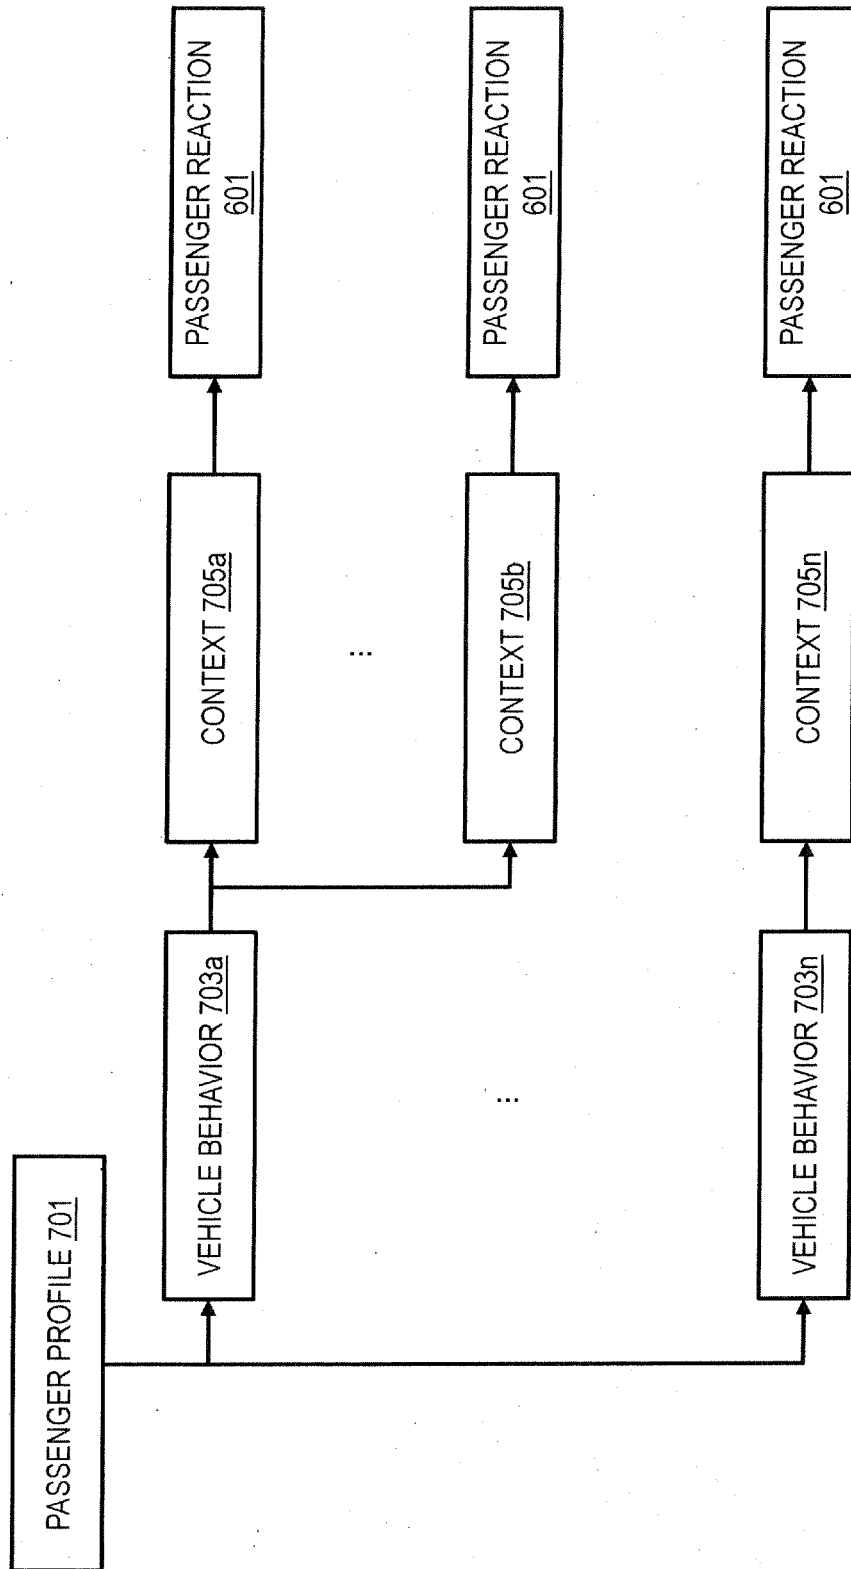 PASSENGER PROFILE 701
VEHICLE BEHAVIOR 703a
CONTEXT 705a
PASSENGER REACTION
601
...
CONTEXT 705b
PASSENGER REACTION
601
...
VEHICLE BEHAVIOR 703n
CONTEXT 705n
PASSENGER REACTION
601